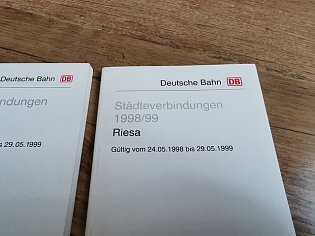 Deutsche Bahn DB
bindungen
s 29.05.1999
Deutsche Bahn DB
Städteverbindungen
1998/99
Riesa
Gültig vom 24.05.1998 bis 29.05.1999